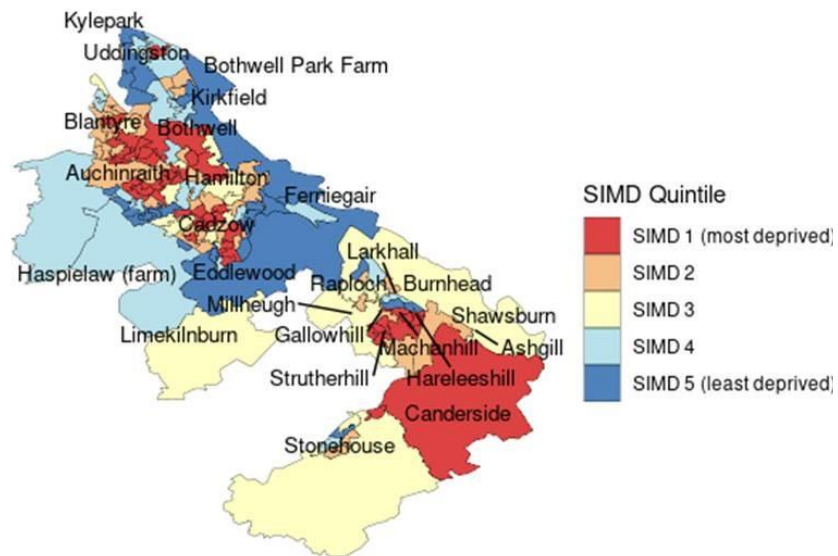 Kylepark
Uddingston
Bothwell Park Farm
Kirkfield
Blantyre
Bothwell
Auchinraith
Hamilton
Ferniegair
Cadzow
Larkhall
Haspielaw (farm)
Eddlewood
Raploch
Burnhead
Millheugh
Shawsburn
Limekilnburn
Gallowhill
Machanhill
Ashgill
Strutherhill
Hareleeshill
Canderside
Stonehouse
SIMD Quintile
SIMD 1 (most deprived)
SIMD 2
SIMD 3
SIMD 4
SIMD 5 (least deprived)